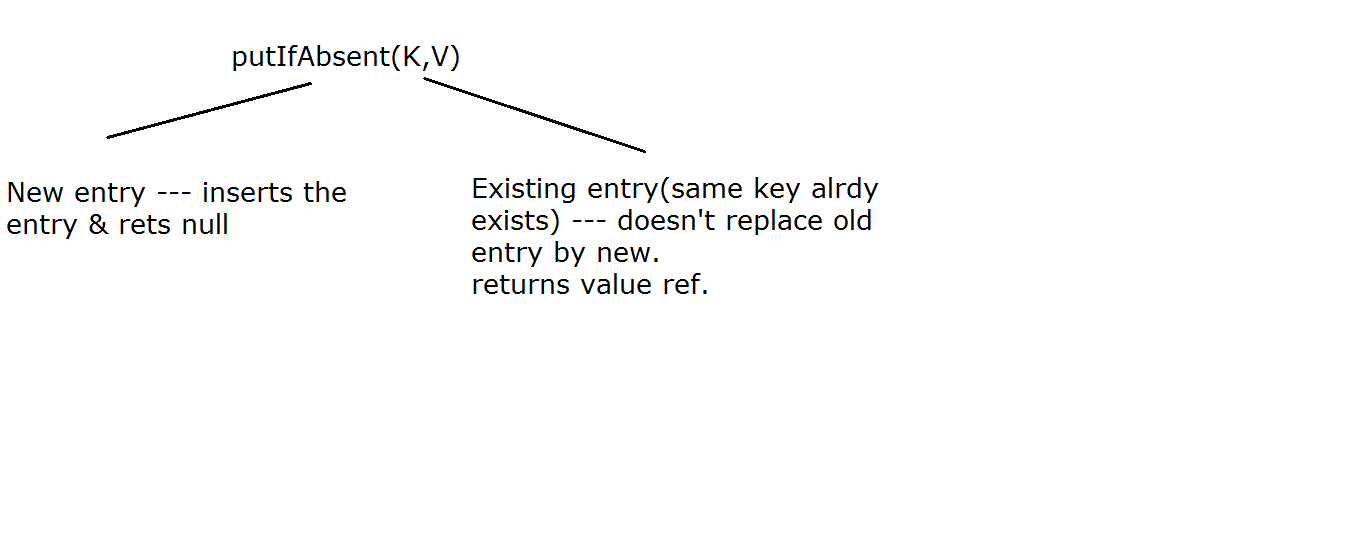 putIfAbsent(K,V)
New entry --- inserts the
entry & rets null
Existing entry(same key alrdy
exists) --- doesn't replace old
entry by new.
returns value ref.